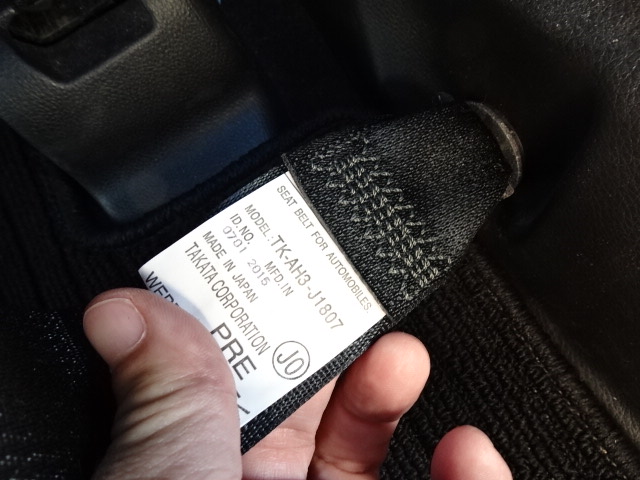 SEAT BELT FOR AUTOMOBILES.
MODEL: TK-AH3-J1807
ID.NO. MFD.IN
0701 2015
MADE IN JAPAN
TAKATA CORPORATION
JO
PRE